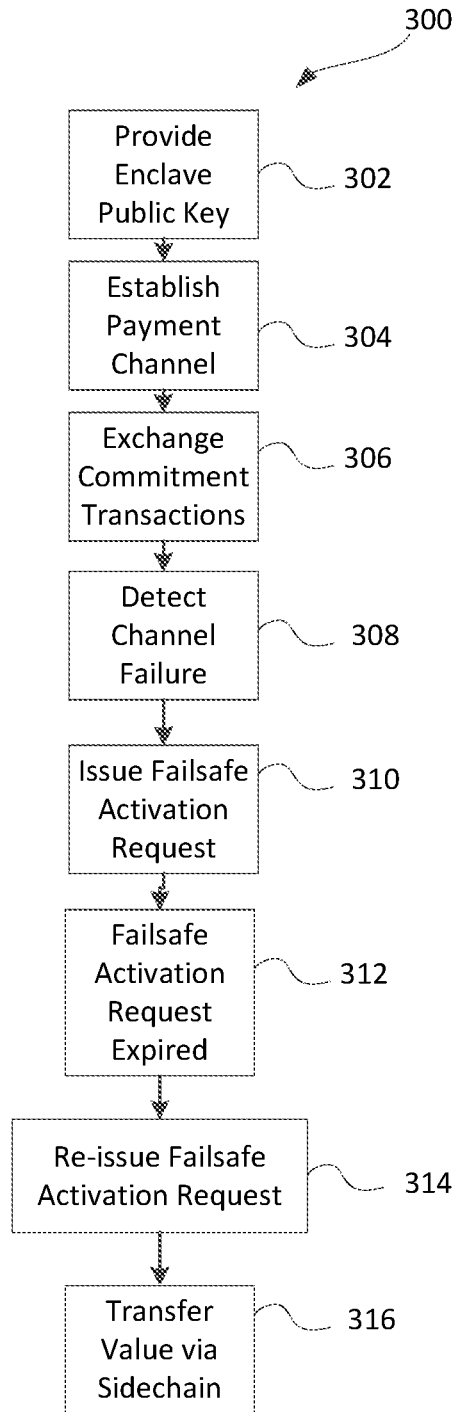 300
Provide
Enclave
Public Key
302
Establish
Payment
Channel
304
Exchange
Commitment
Transactions
306
Detect
Channel
Failure
308
Issue Failsafe
Activation
Request
310
Failsafe
Activation
Request
Expired
312
Re-issue Failsafe
Activation Request
314
Transfer
Value via
Sidechain
316